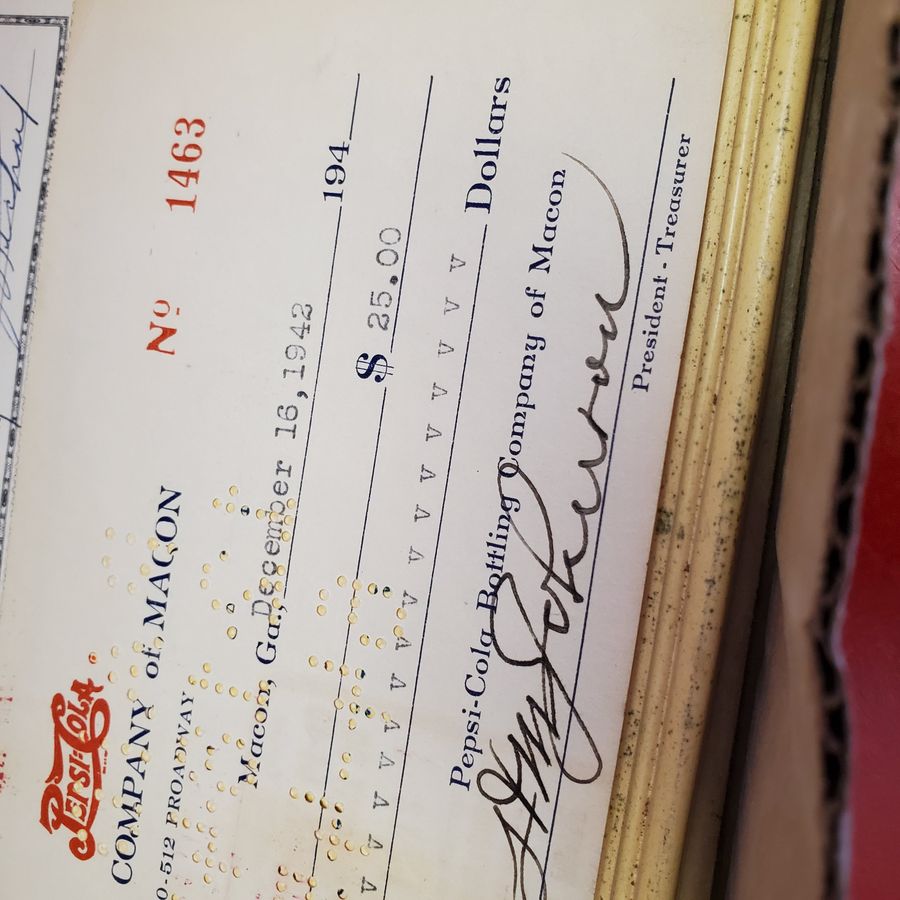 PEPSI-COLA
COMPANY of MACON Nº 1463
0-512 BROADWAY
Macon, Ga., December 16, 1942 194
$ 25.00
Dollars
Pepsi-Cola Bottling Company of Macon
President - Treasurer